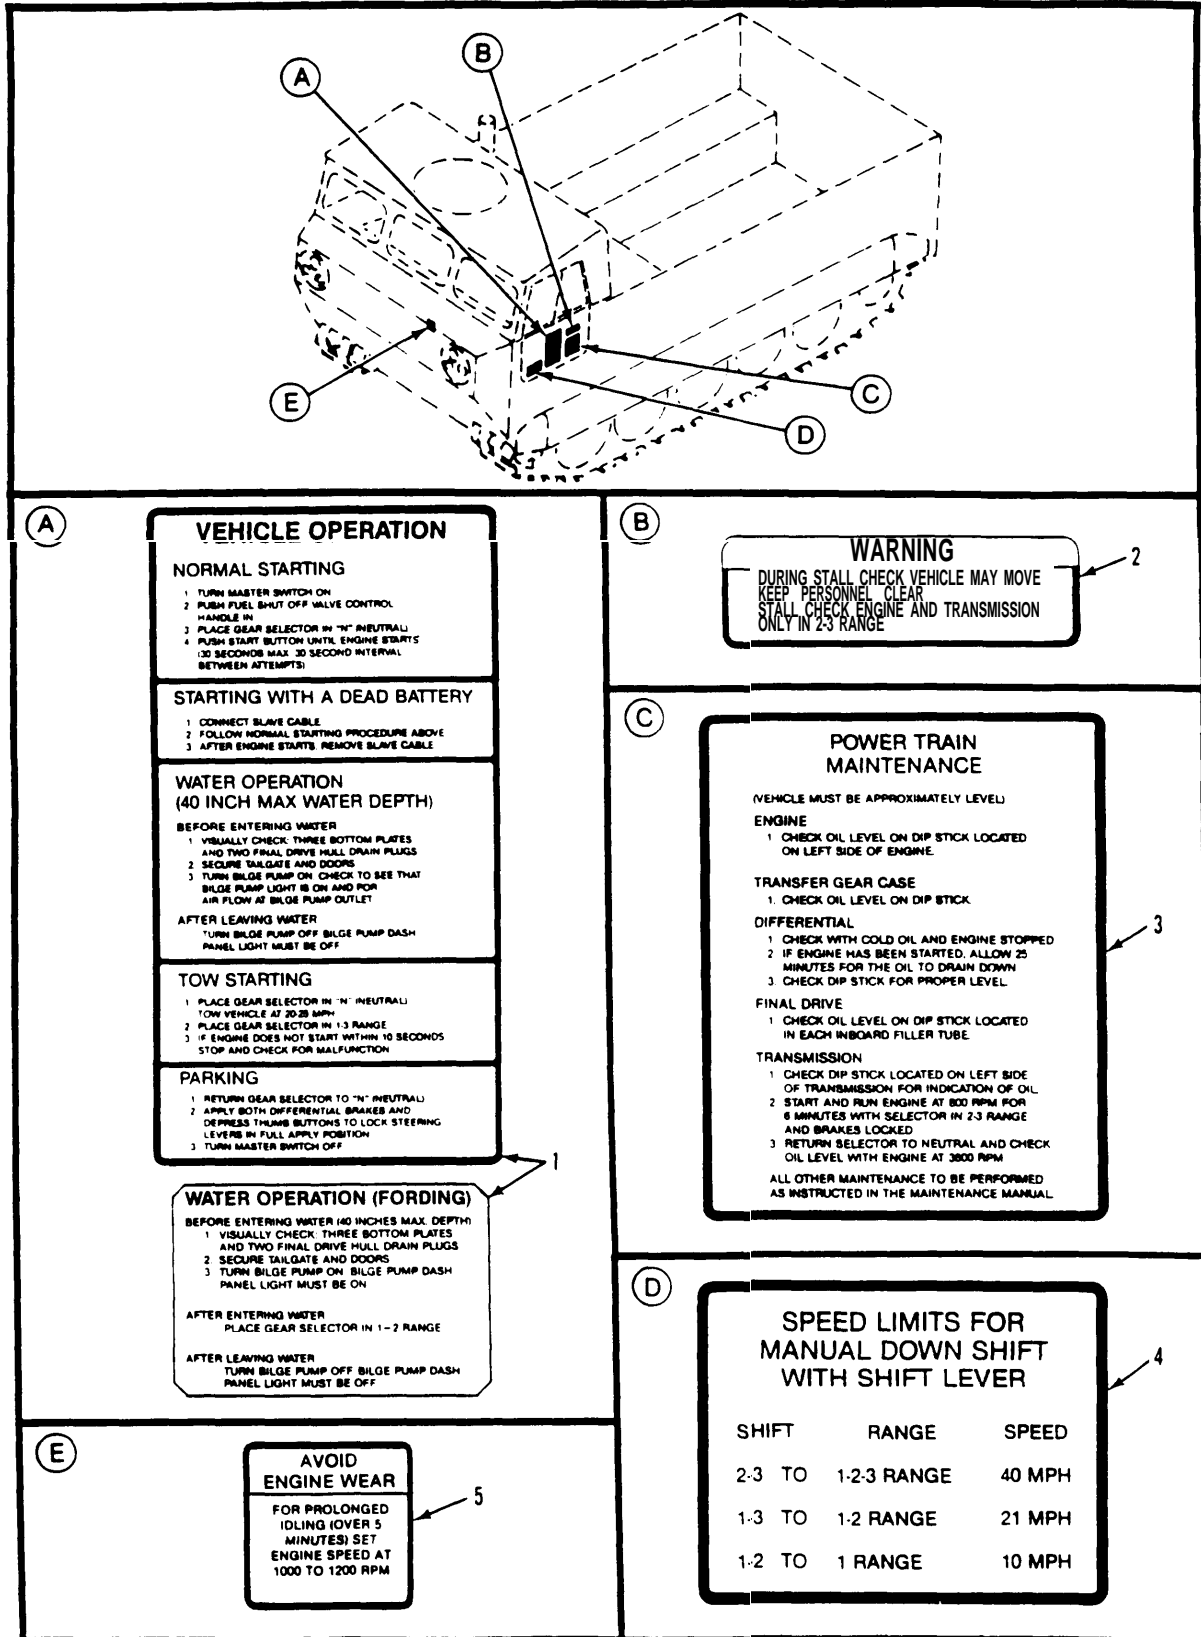 A
B
E
C
D
A
VEHICLE OPERATION
NORMAL STARTING
1 TURN MASTER SWITCH ON
2 PUSH FUEL SHUT OFF VALVE CONTROL
HANDLE IN
3 PLACE GEAR SELECTOR IN "N" (NEUTRAL)
4 PUSH START BUTTON UNTIL ENGINE STARTS
(30 SECONDS MAX 30 SECOND INTERVAL
BETWEEN ATTEMPTS)
STARTING WITH A DEAD BATTERY
1 CONNECT SLAVE CABLE
2 FOLLOW NORMAL STARTING PROCEDURE ABOVE
3 AFTER ENGINE STARTS, REMOVE SLAVE CABLE
WATER OPERATION
(40 INCH MAX WATER DEPTH)
BEFORE ENTERING WATER
1 VISUALLY CHECK: THREE BOTTOM PLATES
AND TWO FINAL DRIVE HULL DRAIN PLUGS
2 SECURE TAILGATE AND DOORS
3 TURN BILGE PUMP ON CHECK TO SEE THAT
BILGE PUMP LIGHT IS ON AND FOR
AIR FLOW AT BILGE PUMP OUTLET
AFTER LEAVING WATER
TURN BILGE PUMP OFF BILGE PUMP DASH
PANEL LIGHT MUST BE OFF
TOW STARTING
1 PLACE GEAR SELECTOR IN "N" (NEUTRAL)
TOW VEHICLE AT 20-25 MPH
2 PLACE GEAR SELECTOR IN 1-3 RANGE
3 IF ENGINE DOES NOT START WITHIN 10 SECONDS
STOP AND CHECK FOR MALFUNCTION
PARKING
1 RETURN GEAR SELECTOR TO "N" (NEUTRAL)
2 APPLY BOTH DIFFERENTIAL BRAKES AND
DEPRESS THUMB BUTTONS TO LOCK STEERING
LEVERS IN FULL APPLY POSITION
3 TURN MASTER SWITCH OFF
1
WATER OPERATION (FORDING)
BEFORE ENTERING WATER (40 INCHES MAX. DEPTH)
1 VISUALLY CHECK: THREE BOTTOM PLATES
AND TWO FINAL DRIVE HULL DRAIN PLUGS
2 SECURE TAILGATE AND DOORS
3 TURN BILGE PUMP ON BILGE PUMP DASH
PANEL LIGHT MUST BE ON
AFTER ENTERING WATER
PLACE GEAR SELECTOR IN 1-2 RANGE
AFTER LEAVING WATER
TURN BILGE PUMP OFF BILGE PUMP DASH
PANEL LIGHT MUST BE OFF
B
WARNING
DURING STALL CHECK VEHICLE MAY MOVE
KEEP PERSONNEL CLEAR
STALL CHECK ENGINE AND TRANSMISSION
ONLY IN 2-3 RANGE
2
C
POWER TRAIN
MAINTENANCE
(VEHICLE MUST BE APPROXIMATELY LEVEL)
ENGINE
1 CHECK OIL LEVEL ON DIP STICK LOCATED
ON LEFT SIDE OF ENGINE.
TRANSFER GEAR CASE
1. CHECK OIL LEVEL ON DIP STICK
DIFFERENTIAL
1 CHECK WITH COLD OIL AND ENGINE STOPPED
2 IF ENGINE HAS BEEN STARTED, ALLOW 25
MINUTES FOR THE OIL TO DRAIN DOWN
3. CHECK DIP STICK FOR PROPER LEVEL
FINAL DRIVE
1 CHECK OIL LEVEL ON DIP STICK LOCATED
IN EACH INBOARD FILLER TUBE
TRANSMISSION
1 CHECK DIP STICK LOCATED ON LEFT SIDE
OF TRANSMISSION FOR INDICATION OF OIL
2 START AND RUN ENGINE AT 800 RPM FOR
6 MINUTES WITH SELECTOR IN 2-3 RANGE
AND BRAKES LOCKED
3 RETURN SELECTOR TO NEUTRAL AND CHECK
OIL LEVEL WITH ENGINE AT 3600 RPM
ALL OTHER MAINTENANCE TO BE PERFORMED
AS INSTRUCTED IN THE MAINTENANCE MANUAL
3
D
SPEED LIMITS FOR
MANUAL DOWN SHIFT
WITH SHIFT LEVER
SHIFT RANGE SPEED
2-3 TO 1-2-3 RANGE 40 MPH
1-3 TO 1-2 RANGE 21 MPH
1-2 TO 1 RANGE 10 MPH
4
E
AVOID
ENGINE WEAR
FOR PROLONGED
IDLING (OVER 5
MINUTES) SET
ENGINE SPEED AT
1000 TO 1200 RPM
5